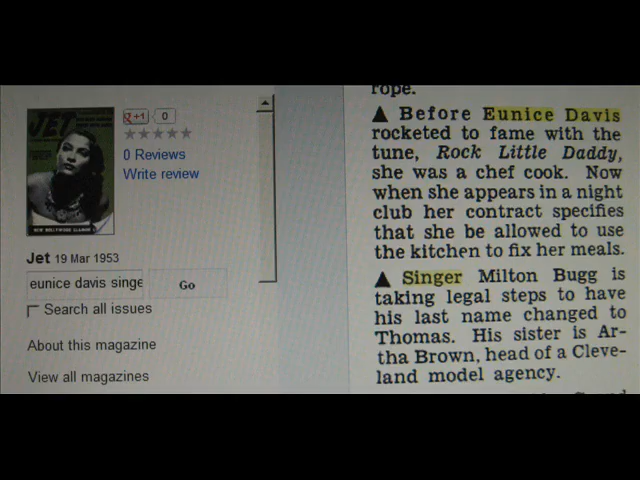 JET
+1
0
0 Reviews
Write review
Jet 19 Mar 1953
eunice davis singe
Go
Search all issues
About this magazine
View all magazines
rope.
▲ Before Eunice Davis
rocketed to fame with the
tune, Rock Little Daddy,
she was a chef cook. Now
when she appears in a night
club her contract specifies
that she be allowed to use
the kitchen to fix her meals.
▲ Singer Milton Bugg is
taking legal steps to have
his last name changed to
Thomas. His sister is Ar-
tha Brown, head of a Cleve-
land model agency.